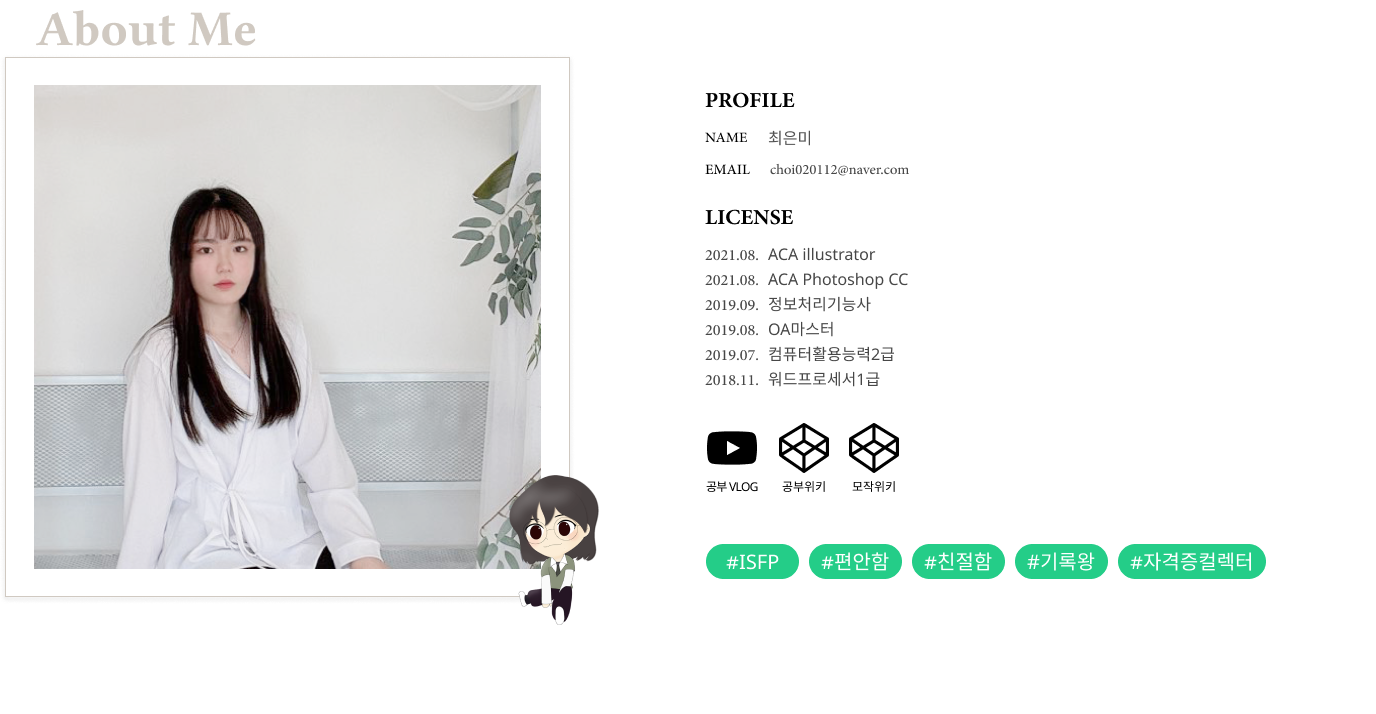 About Me
PROFILE
NAME 최은미
EMAIL choi020112@naver.com
LICENSE
2021.08. ACA illustrator
2021.08. ACA Photoshop CC
2019.09. 정보처리기능사
2019.08. OA마스터
2019.07. 컴퓨터활용능력2급
2018.11. 워드프로세서1급
공부 VLOG 공부위키 모작위키
#ISFP #편안함 #친절함 #기록왕 #자격증컬렉터